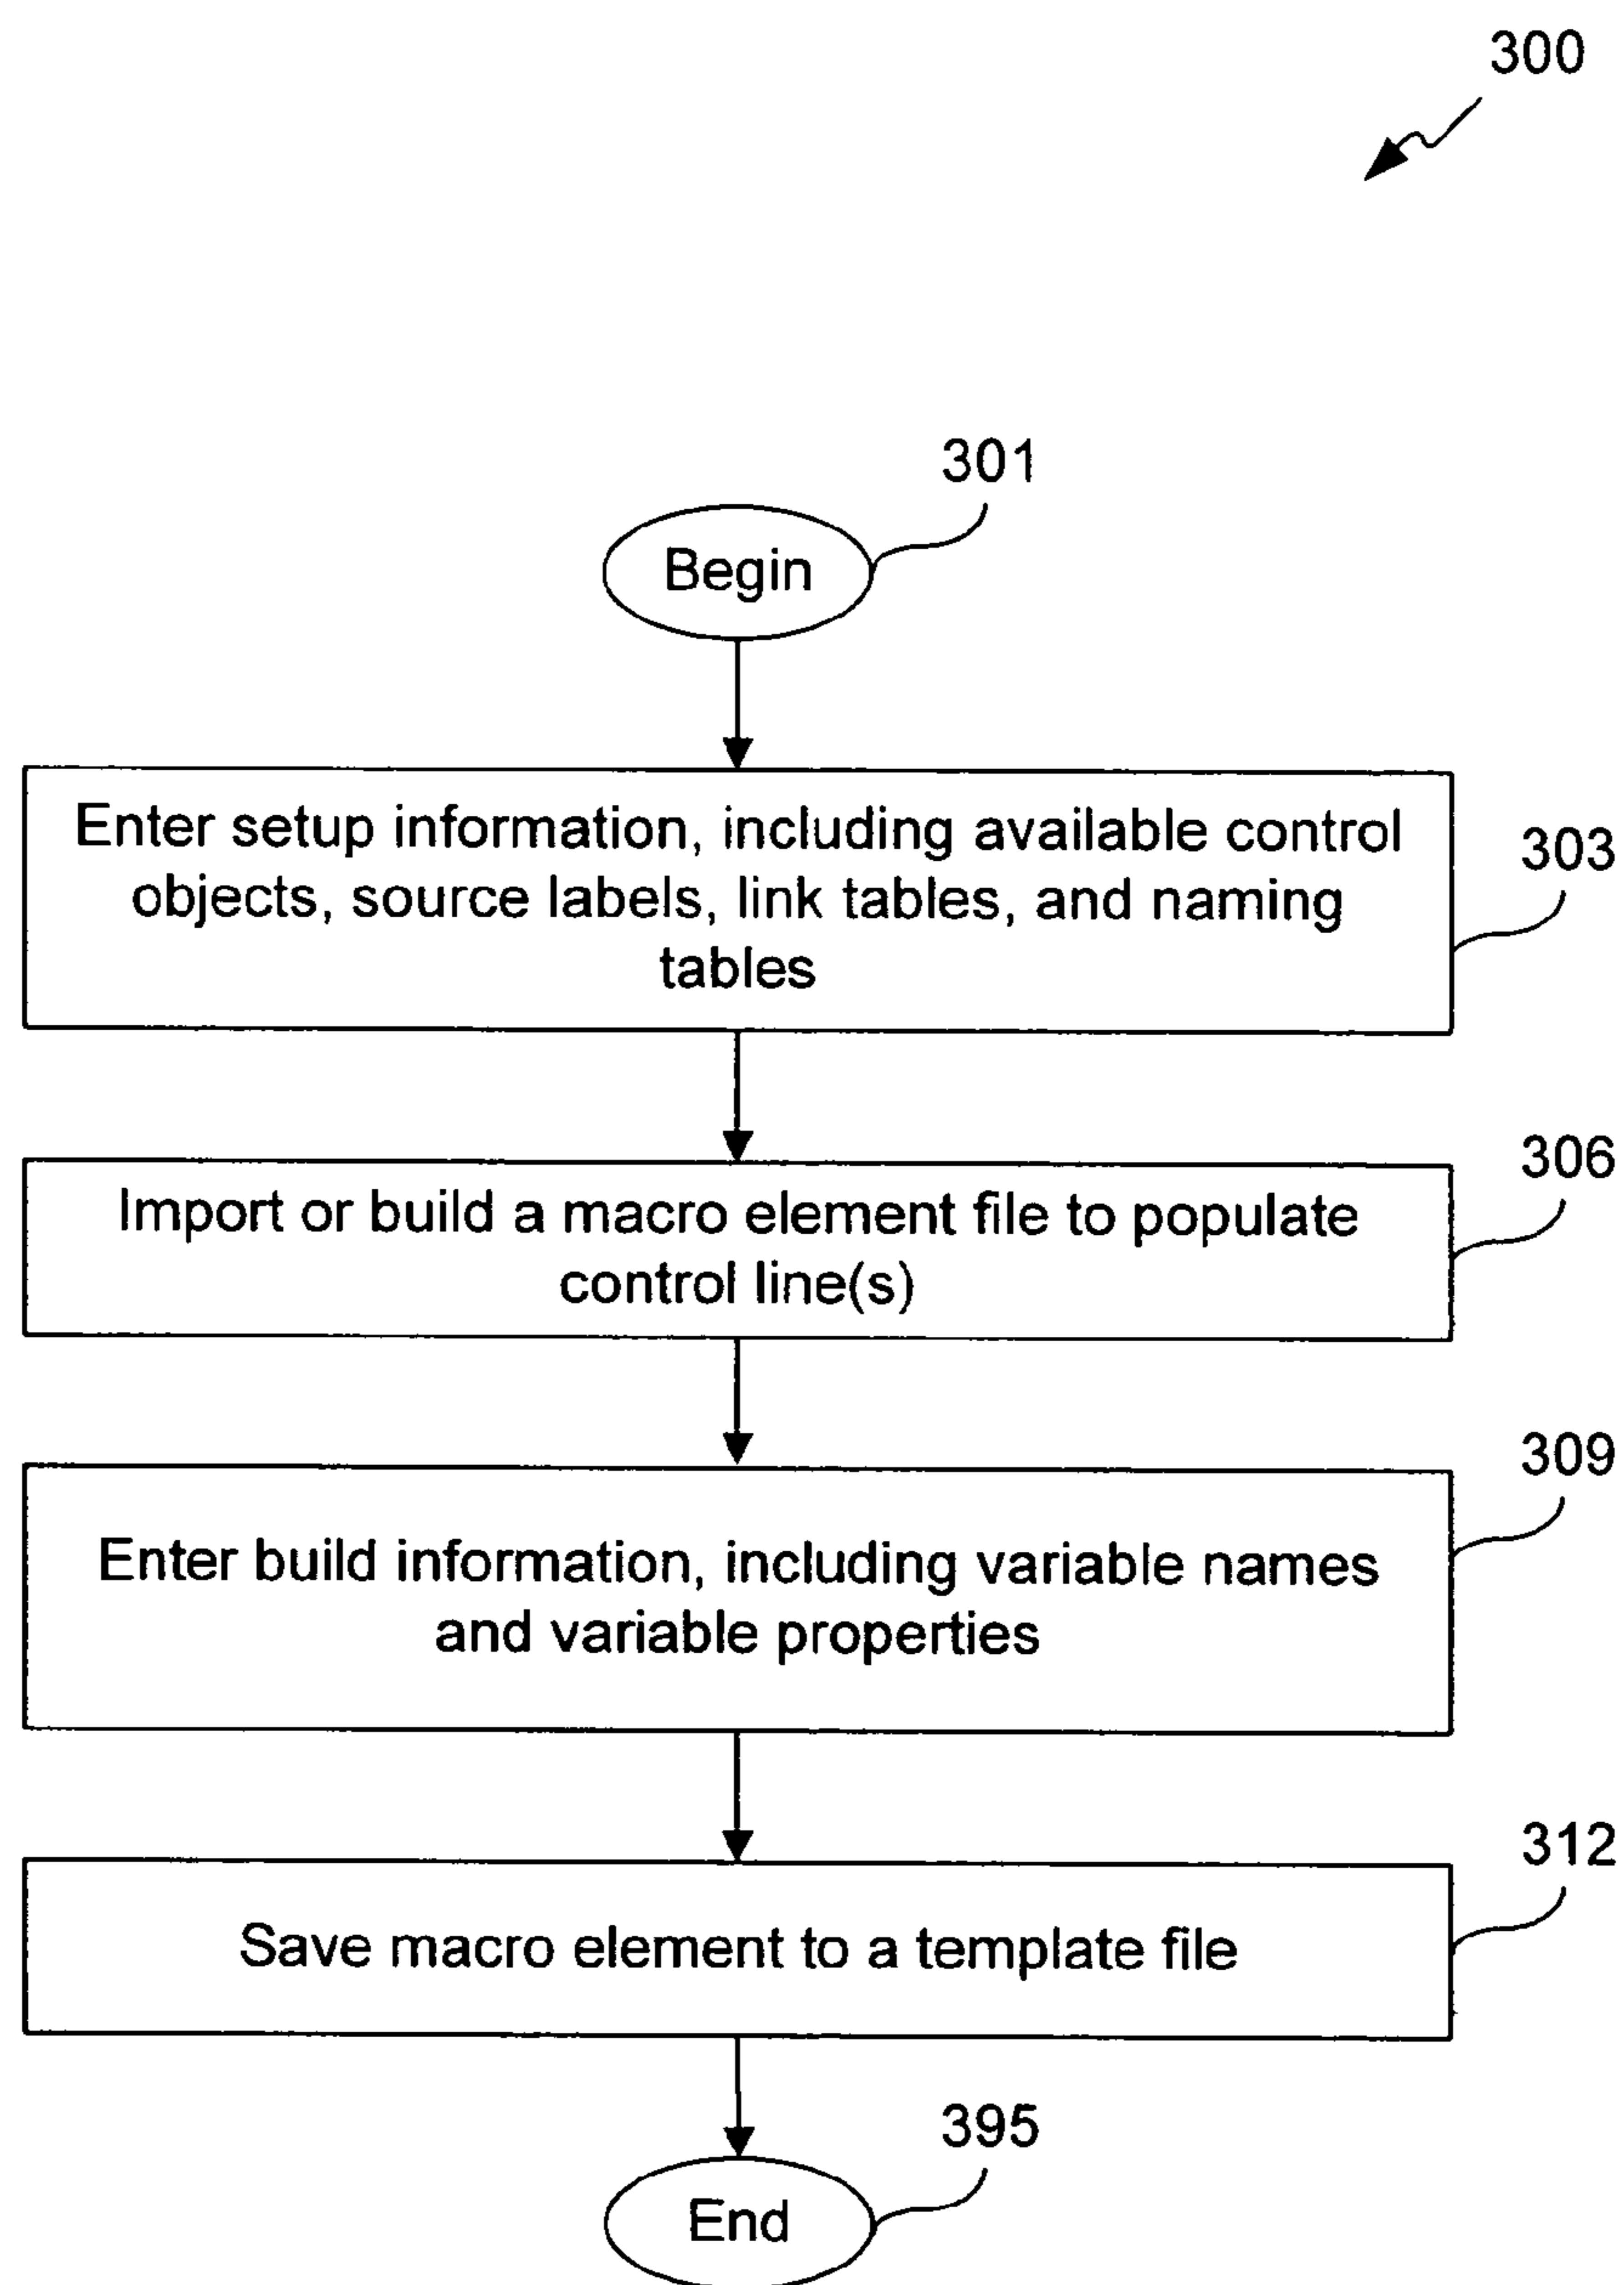 300
301
Begin
Enter setup information, including available control
objects, source labels, link tables, and naming
tables
303
306
Import or build a macro element file to populate
control line(s)
309
Enter build information, including variable names
and variable properties
312
Save macro element to a template file
395
End